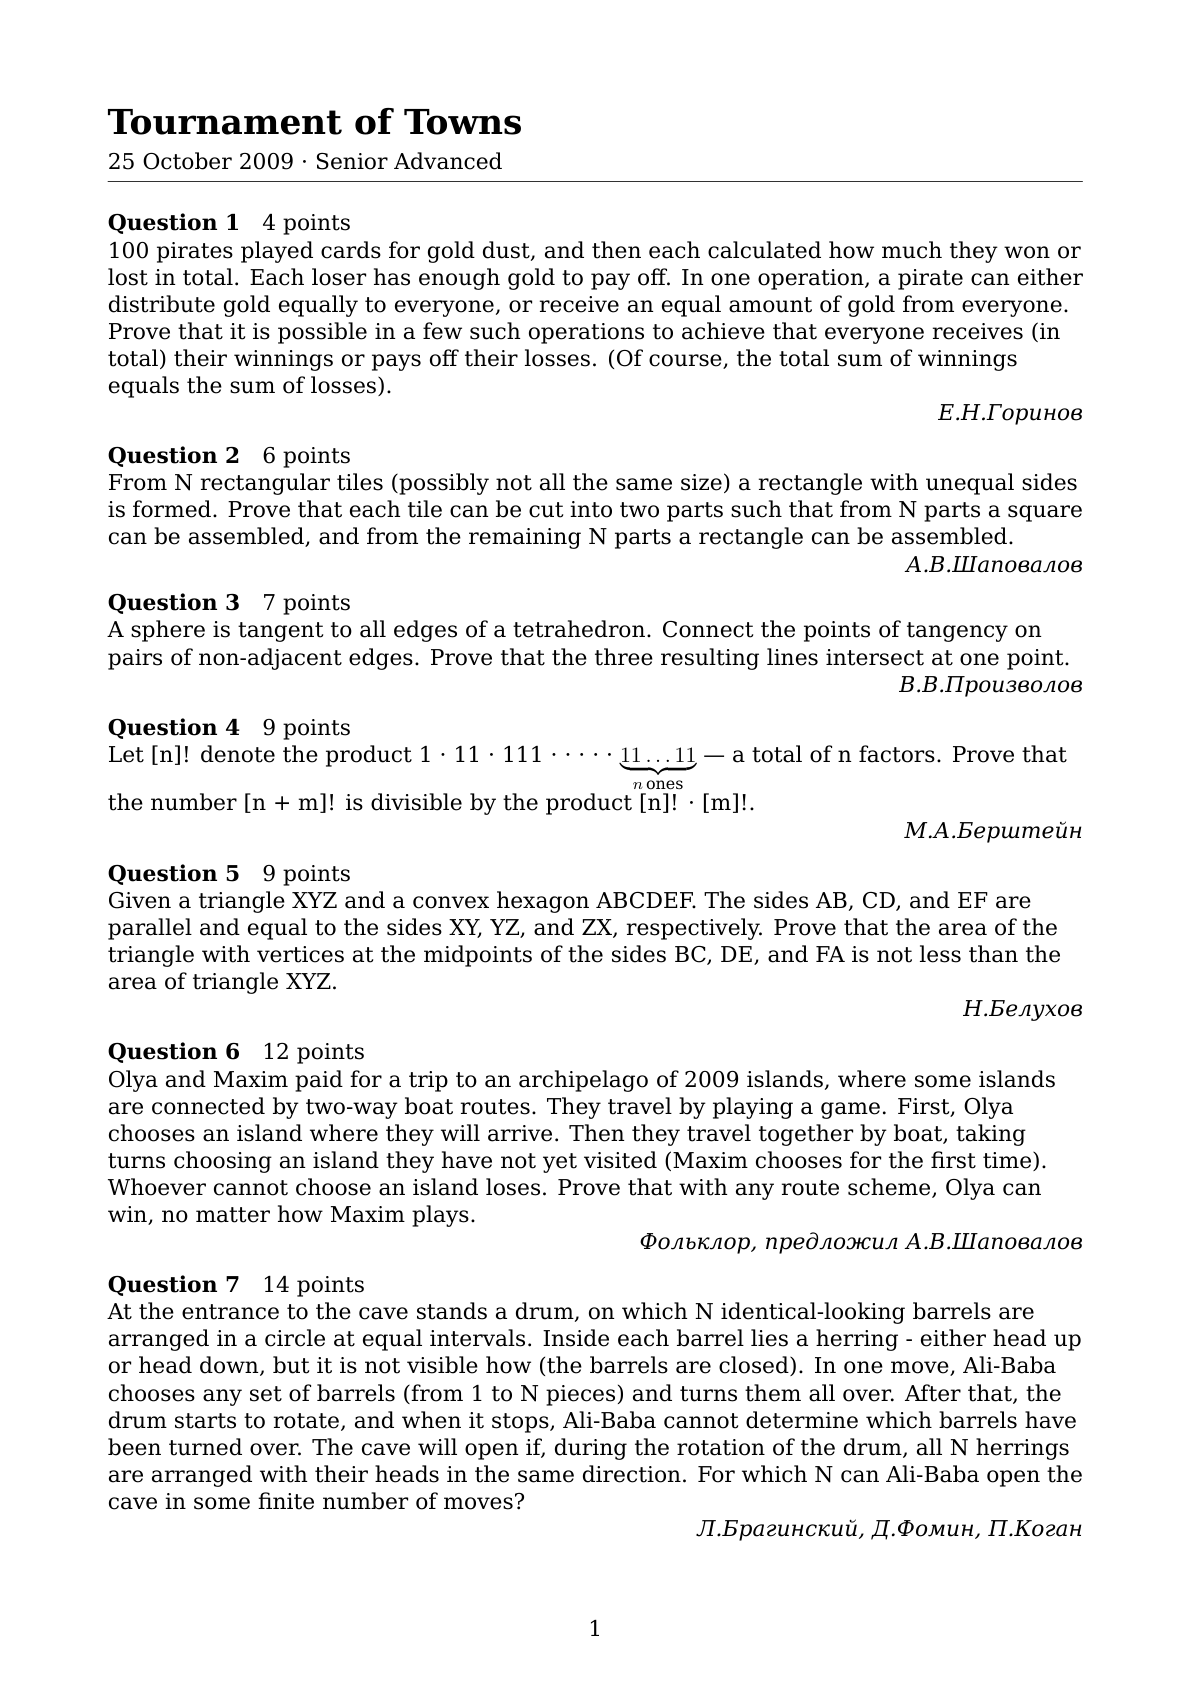 Tournament of Towns
25 October 2009 · Senior Advanced
Question 1 4 points
100 pirates played cards for gold dust, and then each calculated how much they won or
lost in total. Each loser has enough gold to pay off. In one operation, a pirate can either
distribute gold equally to everyone, or receive an equal amount of gold from everyone.
Prove that it is possible in a few such operations to achieve that everyone receives (in
total) their winnings or pays off their losses. (Of course, the total sum of winnings
equals the sum of losses).
Е.Н.Горинов
Question 2 6 points
From N rectangular tiles (possibly not all the same size) a rectangle with unequal sides
is formed. Prove that each tile can be cut into two parts such that from N parts a square
can be assembled, and from the remaining N parts a rectangle can be assembled.
А.В.Шаповалов
Question 3 7 points
A sphere is tangent to all edges of a tetrahedron. Connect the points of tangency on
pairs of non-adjacent edges. Prove that the three resulting lines intersect at one point.
В.В.Произволов
Question 4 9 points
Let [n]! denote the product 1 · 11 · 111 · · · · · 11 . . . 11 — a total of n factors. Prove that
n ones
the number [n + m]! is divisible by the product [n]! · [m]!.
М.А.Берштейн
Question 5 9 points
Given a triangle XYZ and a convex hexagon ABCDEF. The sides AB, CD, and EF are
parallel and equal to the sides XY, YZ, and ZX, respectively. Prove that the area of the
triangle with vertices at the midpoints of the sides BC, DE, and FA is not less than the
area of triangle XYZ.
Н.Белухов
Question 6 12 points
Olya and Maxim paid for a trip to an archipelago of 2009 islands, where some islands
are connected by two-way boat routes. They travel by playing a game. First, Olya
chooses an island where they will arrive. Then they travel together by boat, taking
turns choosing an island they have not yet visited (Maxim chooses for the first time).
Whoever cannot choose an island loses. Prove that with any route scheme, Olya can
win, no matter how Maxim plays.
Фольклор, предложил А.В.Шаповалов
Question 7 14 points
At the entrance to the cave stands a drum, on which N identical-looking barrels are
arranged in a circle at equal intervals. Inside each barrel lies a herring - either head up
or head down, but it is not visible how (the barrels are closed). In one move, Ali-Baba
chooses any set of barrels (from 1 to N pieces) and turns them all over. After that, the
drum starts to rotate, and when it stops, Ali-Baba cannot determine which barrels have
been turned over. The cave will open if, during the rotation of the drum, all N herrings
are arranged with their heads in the same direction. For which N can Ali-Baba open the
cave in some finite number of moves?
Л.Брагинский, Д.Фомин, П.Коган
1